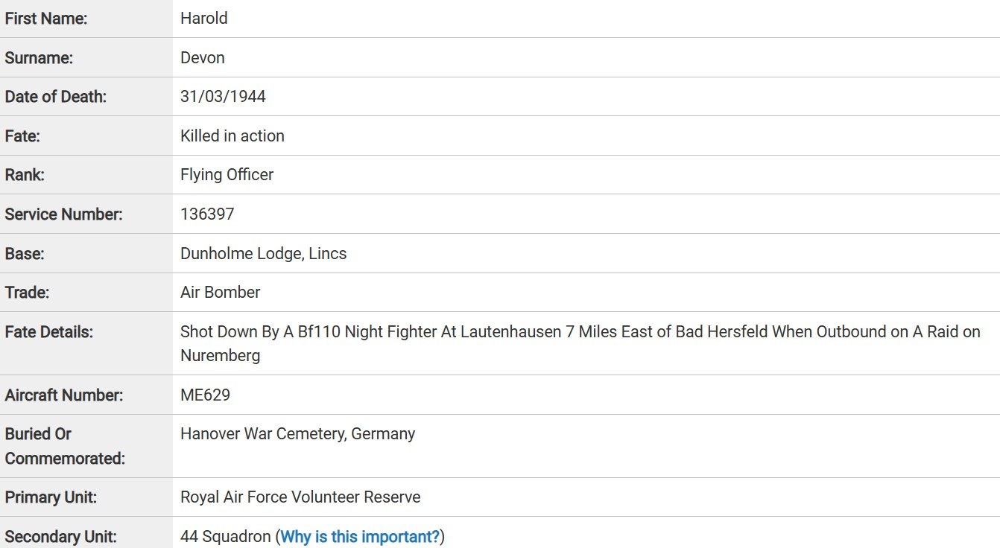 First Name: Harold
Surname: Devon
Date of Death: 31/03/1944
Fate: Killed in action
Rank: Flying Officer
Service Number: 136397
Base: Dunholme Lodge, Lincs
Trade: Air Bomber
Fate Details: Shot Down By A Bf110 Night Fighter At Lautenhausen 7 Miles East of Bad Hersfeld When Outbound on A Raid on
Nuremberg
Aircraft Number: ME629
Buried Or Hanover War Cemetery, Germany
Commemorated:
Primary Unit: Royal Air Force Volunteer Reserve
Secondary Unit: 44 Squadron (Why is this important?)